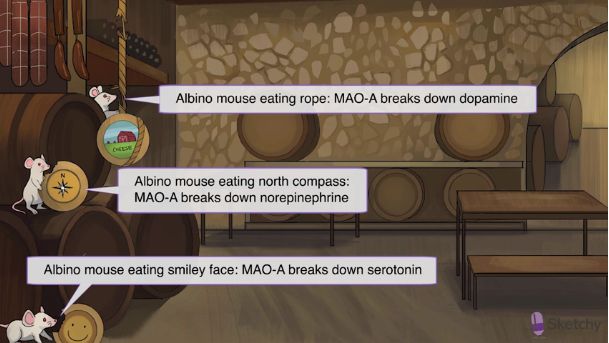 Albino mouse eating rope: MAO-A breaks down dopamine
CHEESE
N
Albino mouse eating north compass:
MAO-A breaks down norepinephrine
Albino mouse eating smiley face: MAO-A breaks down serotonin
Sketchy